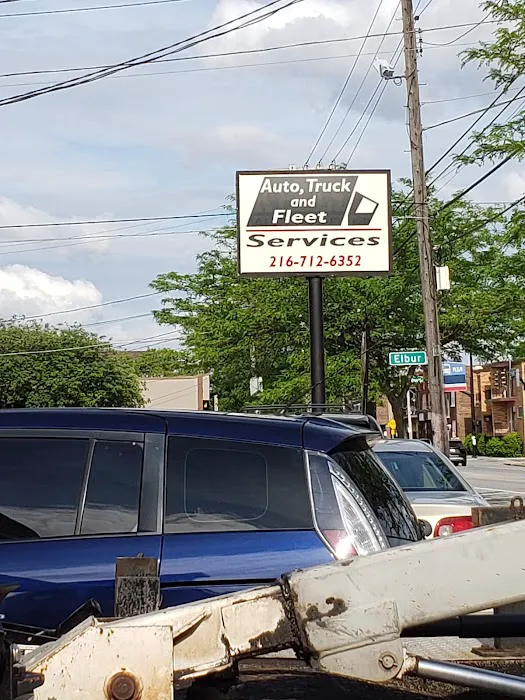 Auto, Truck
and
Fleet
Services
216-712-6352
Elbur